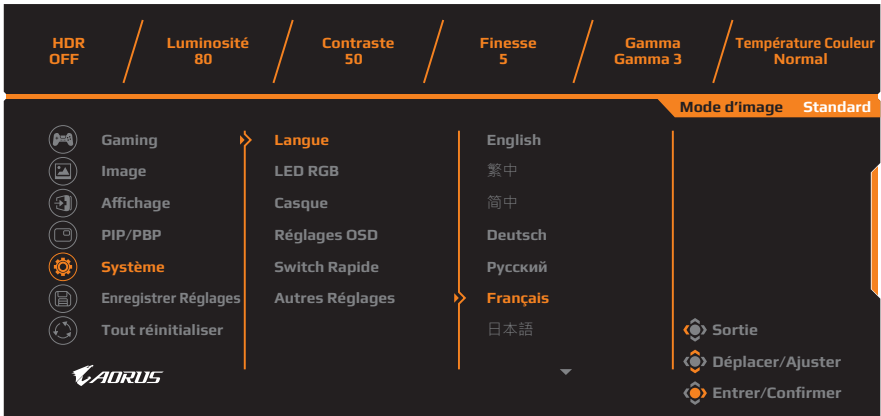 HDR
OFF
Luminosité
80
Contraste
50
Finesse
5
Gamma
Gamma 3
Température Couleur
Normal
Mode d’image Standard
Gaming
Image
Affichage
PIP/PBP
Système
Enregistrer Réglages
Tout réinitialiser
Langue
LED RGB
Casque
Réglages OSD
Switch Rapide
Autres Réglages
English
繁中
简中
Deutsch
Русский
Français
日本語
Sortie
Déplacer/Ajuster
Entrer/Confirmer
AORUS